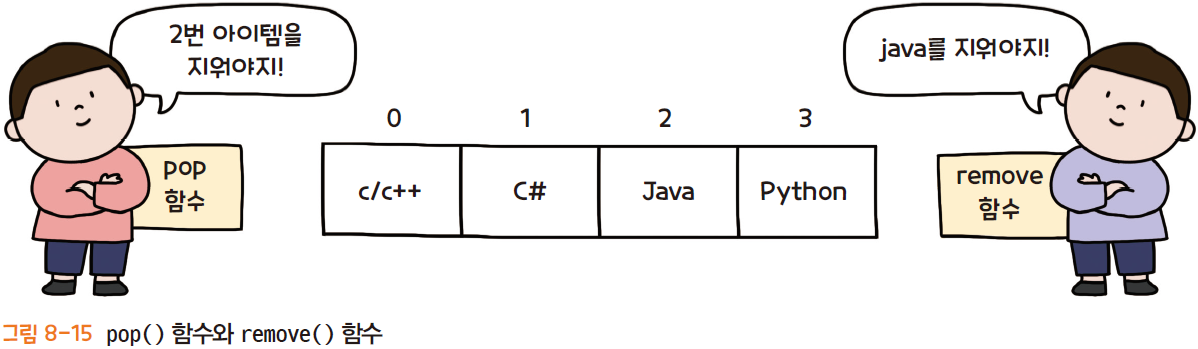 2번 아이템을
지워야지!
java를 지워야지!
0 1 2 3
pop
함수
c/c++ C# Java Python
remove
함수
그림 8-15 pop() 함수와 remove() 함수